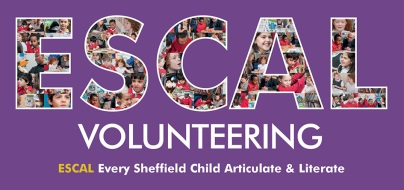 ESCAL
VOLUNTEERING
ESCAL Every Sheffield Child Articulate & Literate